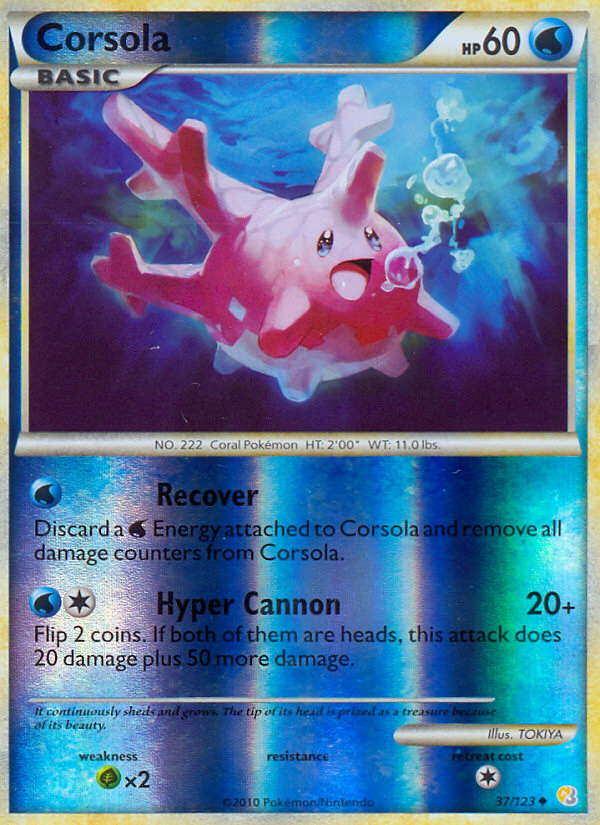 Corsola HP 60
BASIC
NO. 222 Coral Pokémon HT: 2'00" WT: 11.0 lbs.
Recover
Discard a Energy attached to Corsola and remove all
damage counters from Corsola.
Hyper Cannon 20+
Flip 2 coins. If both of them are heads, this attack does
20 damage plus 50 more damage.
It continuously sheds and grows. The tip of its head is prized as a treasure because
of its beauty.
Illus. TOKIYA
weakness resistance retreat cost
×2
©2010 Pokémon/Nintendo 37/123